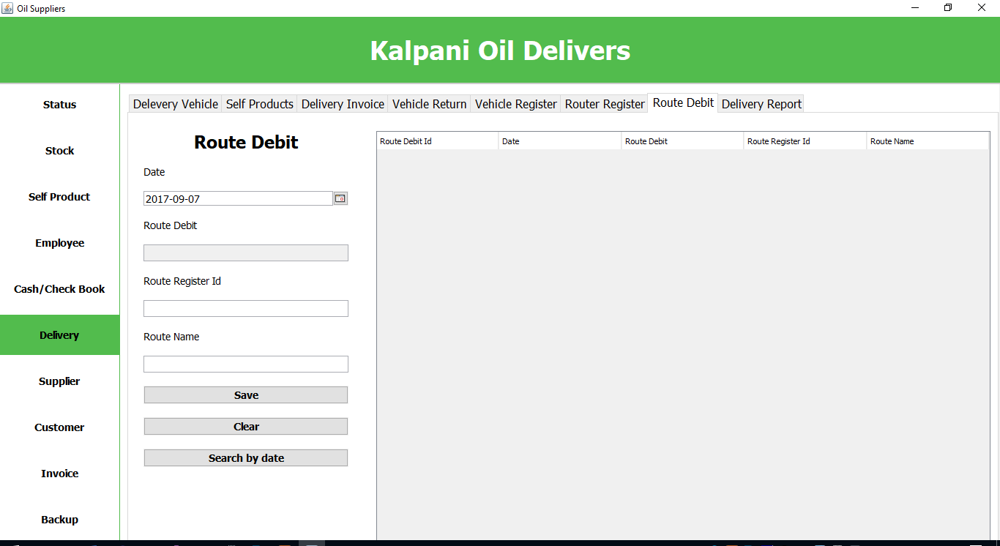 Oil Suppliers
Kalpani Oil Delivers
Status
Stock
Self Product
Employee
Cash/Check Book
Delivery
Supplier
Customer
Invoice
Backup
Delevery Vehicle Self Products Delivery Invoice Vehicle Return Vehicle Register Router Register Route Debit Delivery Report
Route Debit
Date
2017-09-07
Route Debit
Route Register Id
Route Name
Save
Clear
Search by date
Route Debit Id Date Route Debit Route Register Id Route Name